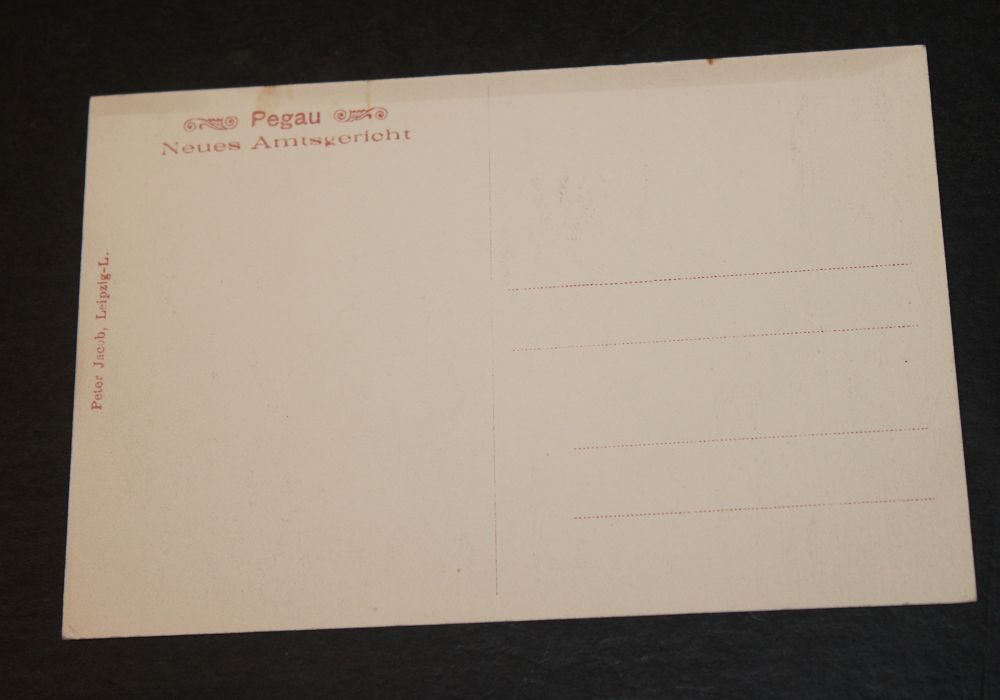 Pegau
Neues Amtsgericht
Peter Jacob, Leipzig-L.